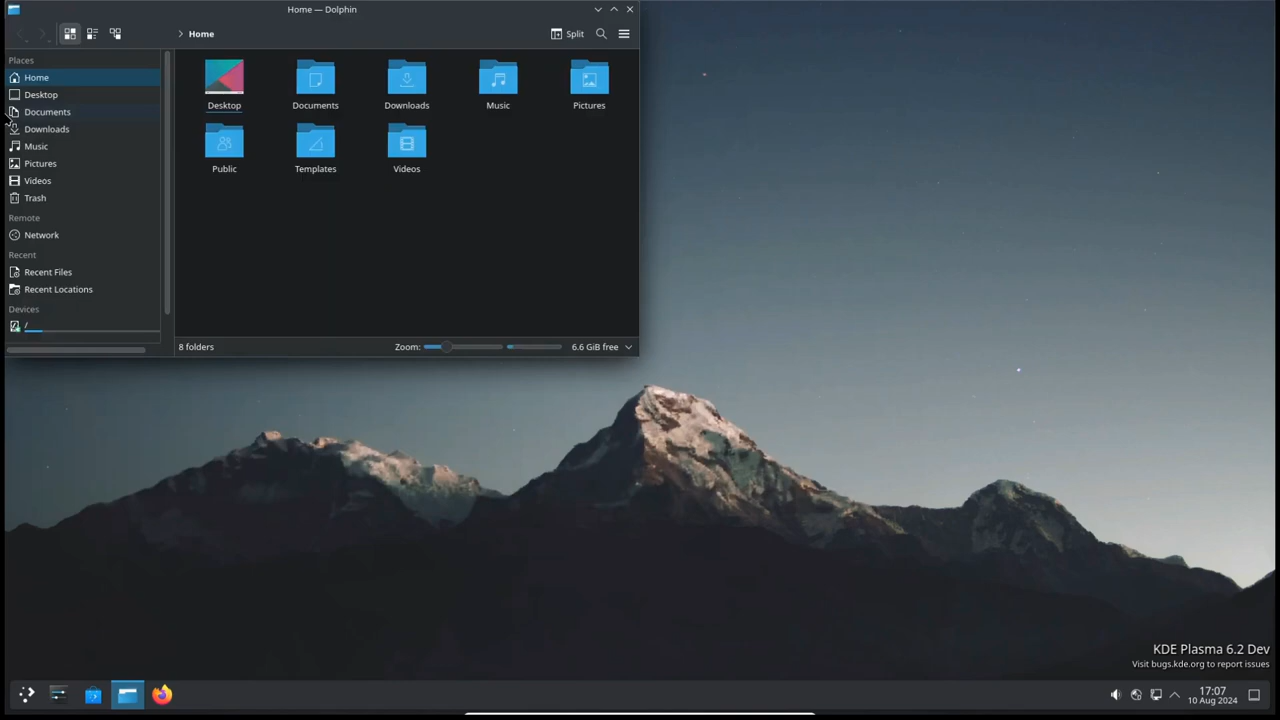 Home — Dolphin
Home
Split
Places
Home
Desktop
Documents
Downloads
Music
Pictures
Videos
Trash
Remote
Network
Recent
Recent Files
Recent Locations
Devices
/
Desktop
Documents
Downloads
Music
Pictures
Public
Templates
Videos
8 folders
Zoom:
6.6 GiB free
KDE Plasma 6.2 Dev
Visit bugs.kde.org to report issues
17:07
10 Aug 2024